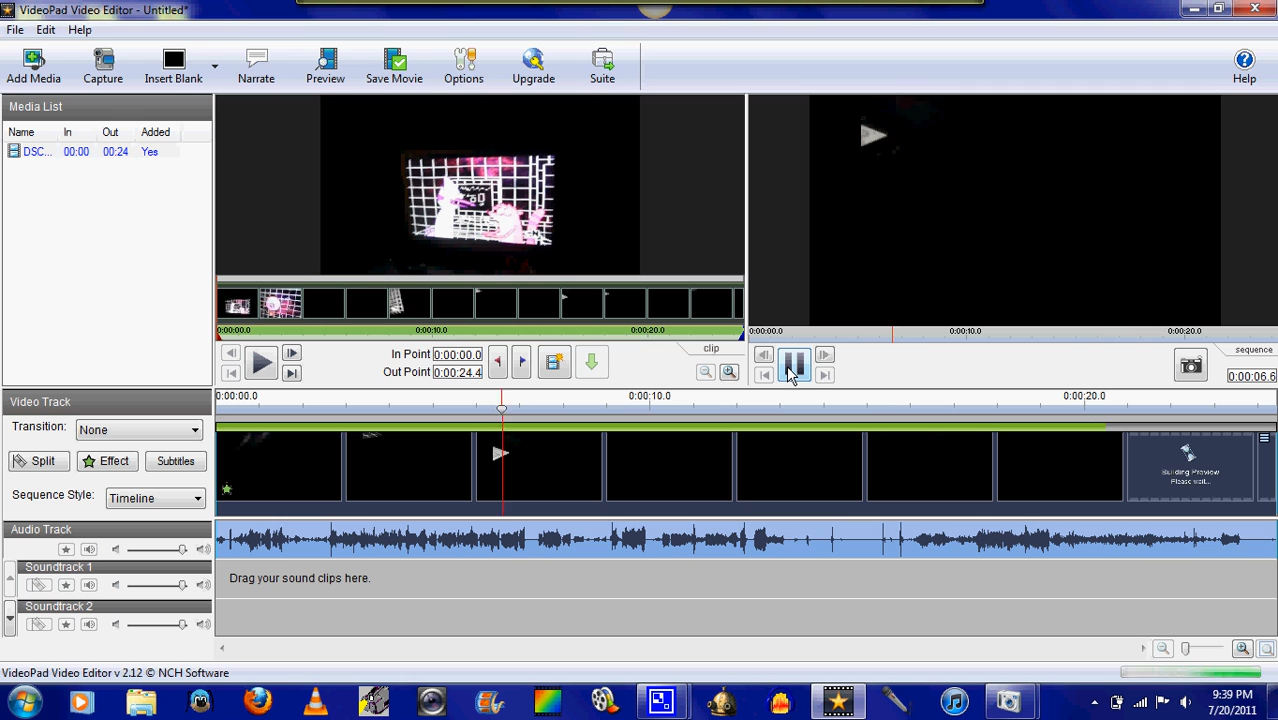 VideoPad Video Editor - Untitled*
File Edit Help
Add Media Capture Insert Blank Narrate Preview Save Movie Options Upgrade Suite Help
Media List
Name In Out Added
DSC... 00:00 00:24 Yes
0:00:00.0 0:00:10.0 0:00:20.0
0:00:00.0 0:00:10.0 0:00:20.0
In Point 0:00:00.0
Out Point 0:00:24.4
clip
sequence
0:00:06.6
Video Track
0:00:00.0 0:00:10.0 0:00:20.0
Transition: None
Split Effect Subtitles
Building Preview
Please wait...
Sequence Style: Timeline
Audio Track
Soundtrack 1
Drag your sound clips here.
Soundtrack 2
VideoPad Video Editor v 2.12 © NCH Software
9:39 PM
7/20/2011